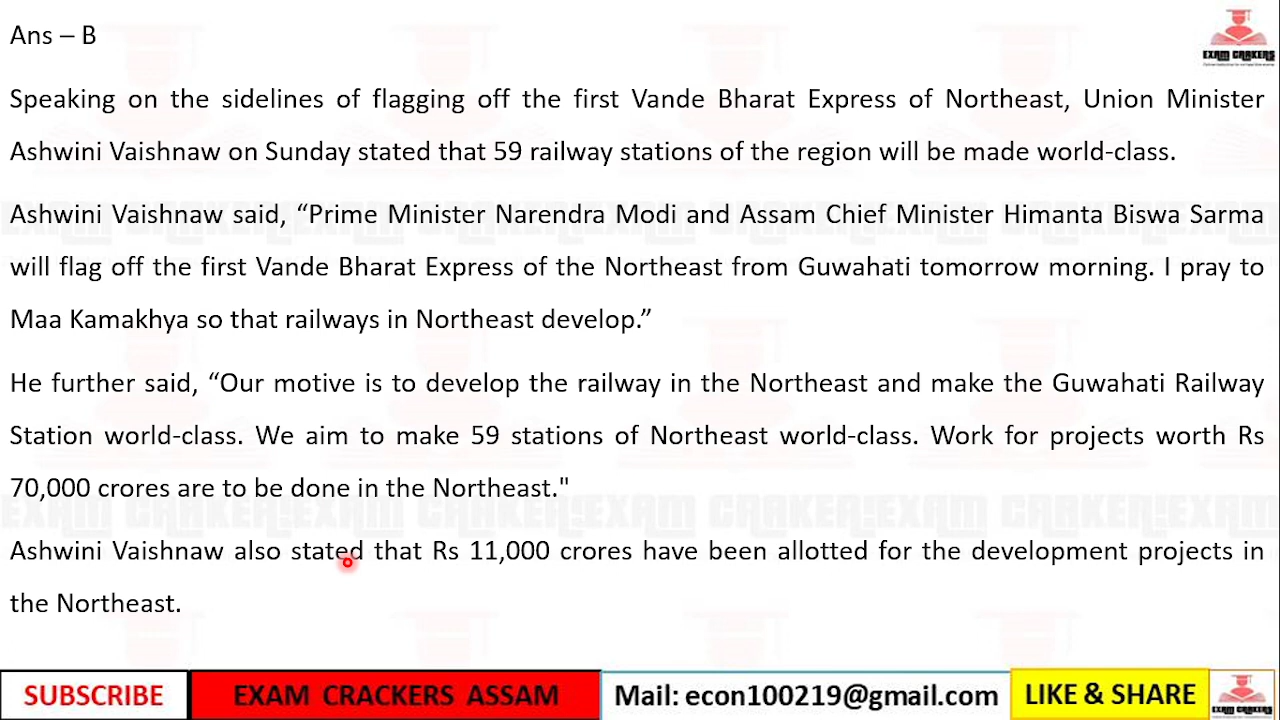 Ans – B
EXAM CRAKERS
Speaking on the sidelines of flagging off the first Vande Bharat Express of Northeast, Union Minister
Ashwini Vaishnaw on Sunday stated that 59 railway stations of the region will be made world-class.
Ashwini Vaishnaw said, “Prime Minister Narendra Modi and Assam Chief Minister Himanta Biswa Sarma
will flag off the first Vande Bharat Express of the Northeast from Guwahati tomorrow morning. I pray to
Maa Kamakhya so that railways in Northeast develop.”
He further said, “Our motive is to develop the railway in the Northeast and make the Guwahati Railway
Station world-class. We aim to make 59 stations of Northeast world-class. Work for projects worth Rs
70,000 crores are to be done in the Northeast."
Ashwini Vaishnaw also stated that Rs 11,000 crores have been allotted for the development projects in
the Northeast.
SUBSCRIBE
EXAM CRACKERS ASSAM
Mail: econ100219@gmail.com
LIKE & SHARE
EXAM CRAKERS